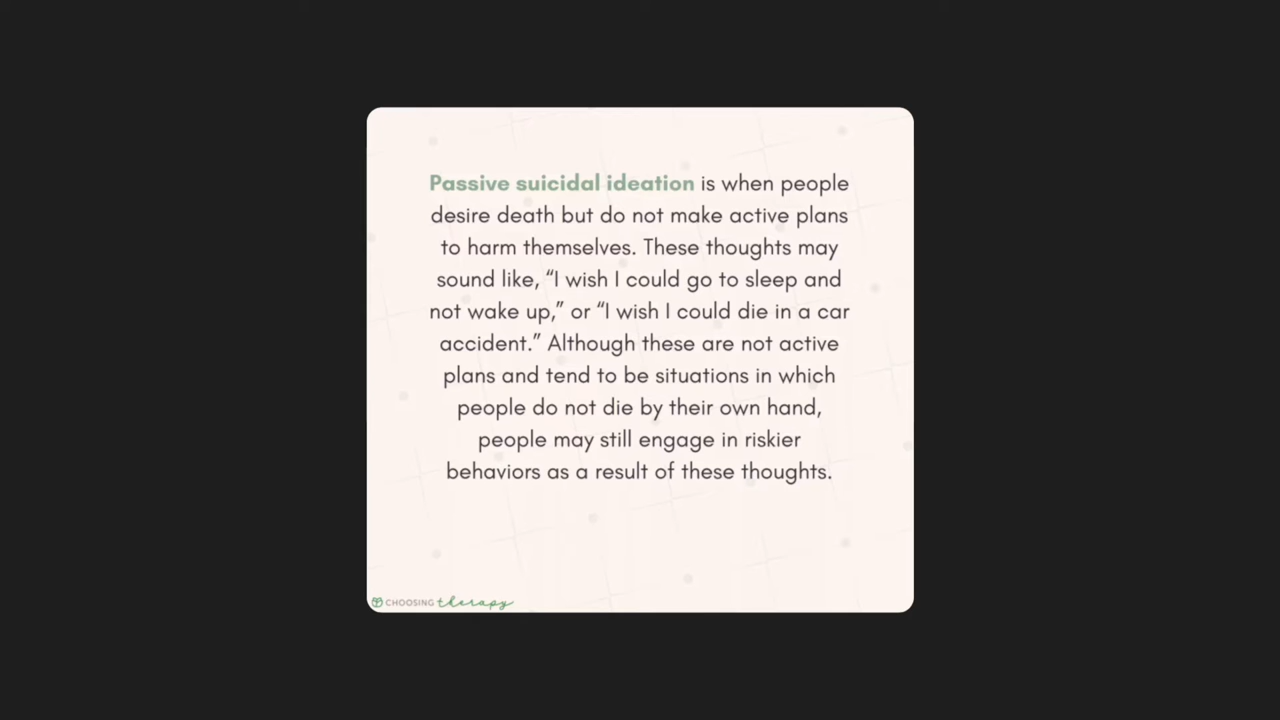 Passive suicidal ideation is when people
desire death but do not make active plans
to harm themselves. These thoughts may
sound like, “I wish I could go to sleep and
not wake up,” or “I wish I could die in a car
accident.” Although these are not active
plans and tend to be situations in which
people do not die by their own hand,
people may still engage in riskier
behaviors as a result of these thoughts.
CHOOSING therapy